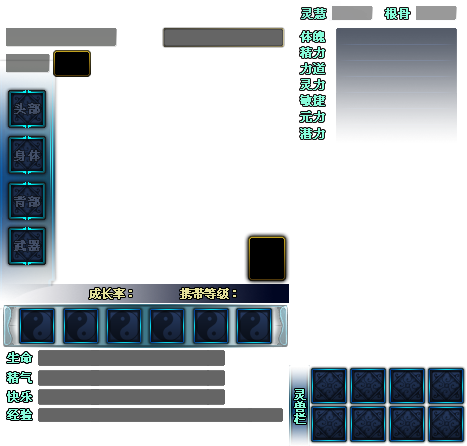 灵慧 根骨
体魄
精力
力道
灵力
敏捷
元力
潜力
头部
身体
背部
武器
成长率： 携带等级：
生命
精气
快乐
经验
灵兽栏